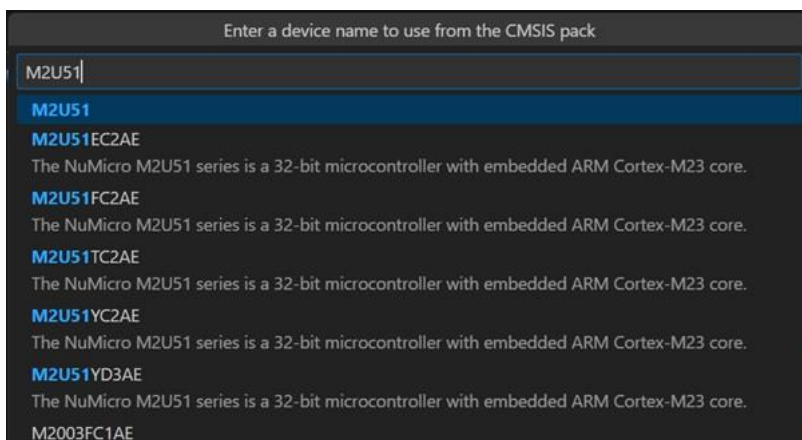 Enter a device name to use from the CMSIS pack
M2U51
M2U51
M2U51EC2AE
The NuMicro M2U51 series is a 32-bit microcontroller with embedded ARM Cortex-M23 core.
M2U51FC2AE
The NuMicro M2U51 series is a 32-bit microcontroller with embedded ARM Cortex-M23 core.
M2U51TC2AE
The NuMicro M2U51 series is a 32-bit microcontroller with embedded ARM Cortex-M23 core.
M2U51YC2AE
The NuMicro M2U51 series is a 32-bit microcontroller with embedded ARM Cortex-M23 core.
M2U51YD3AE
The NuMicro M2U51 series is a 32-bit microcontroller with embedded ARM Cortex-M23 core.
M2003FC1AE